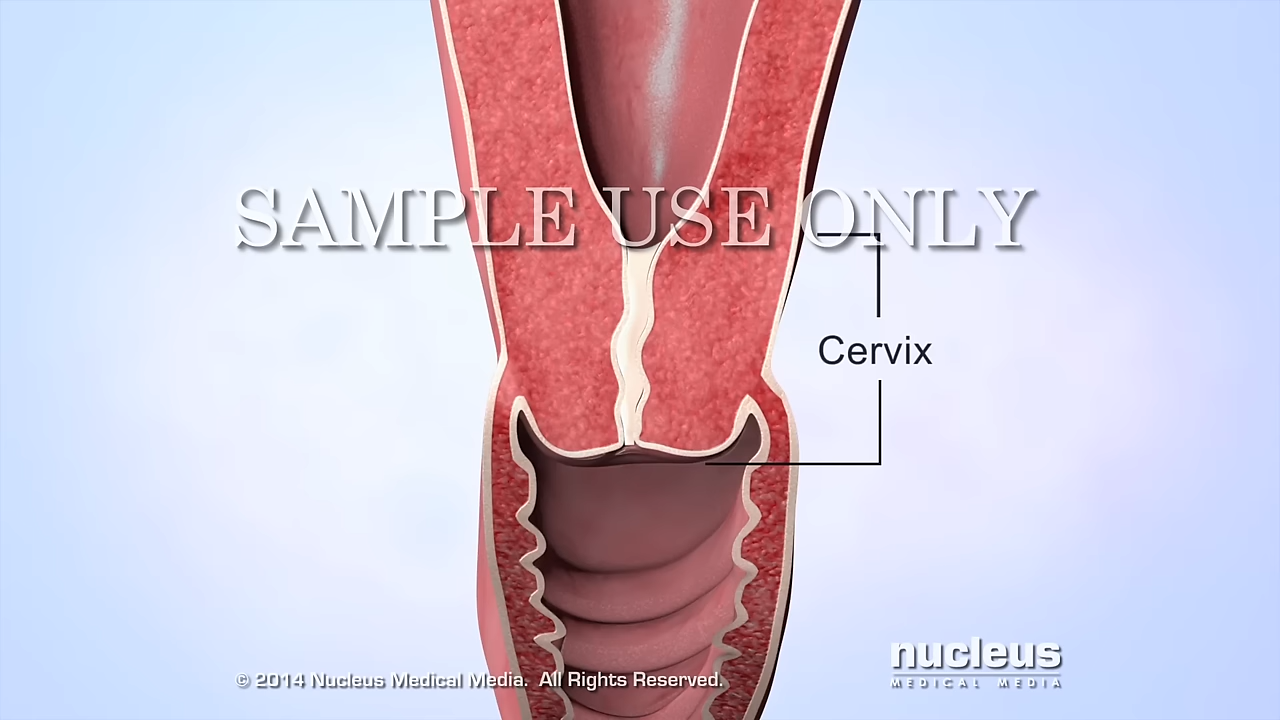 SAMPLE USE ONLY
Cervix
nucleus
MEDICAL MEDIA
© 2014 Nucleus Medical Media. All Rights Reserved.